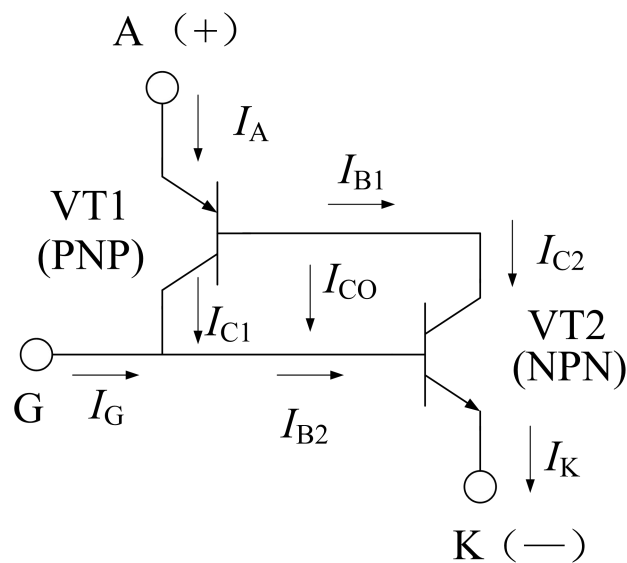 A （+）
I_A
I_B1
VT1
(PNP)
I_C2
I_CO
I_C1
VT2
(NPN)
G
I_G
I_B2
I_K
K （—）